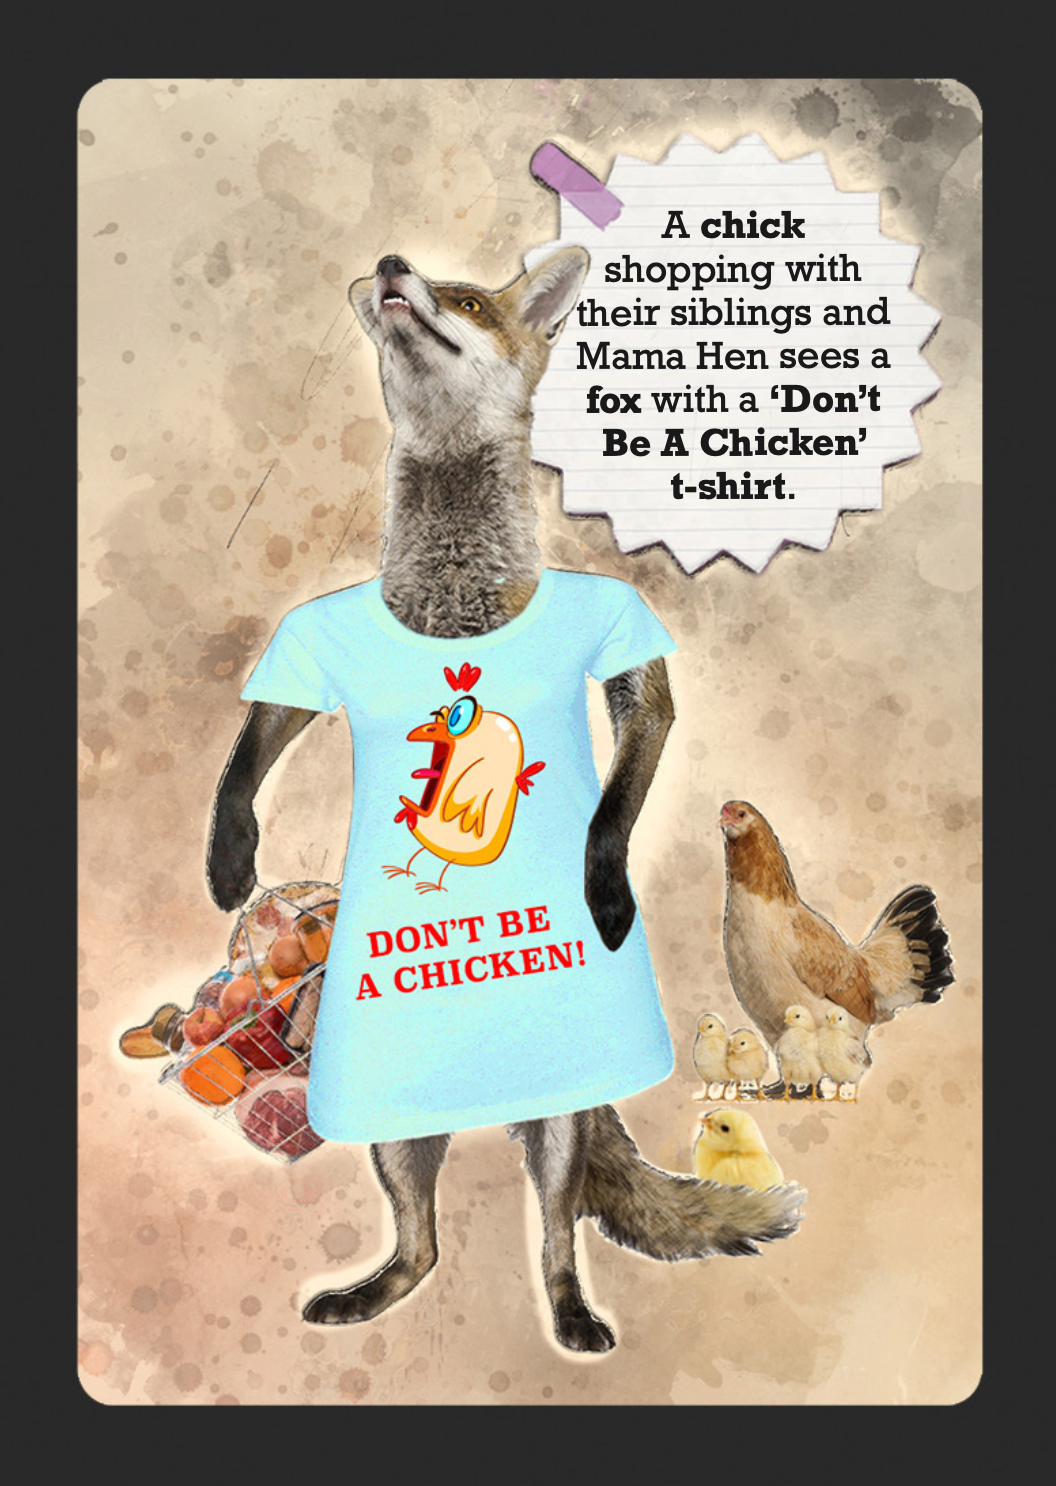 A chick
shopping with
their siblings and
Mama Hen sees a
fox with a ‘Don’t
Be A Chicken’
t-shirt.
DON’T BE
A CHICKEN!